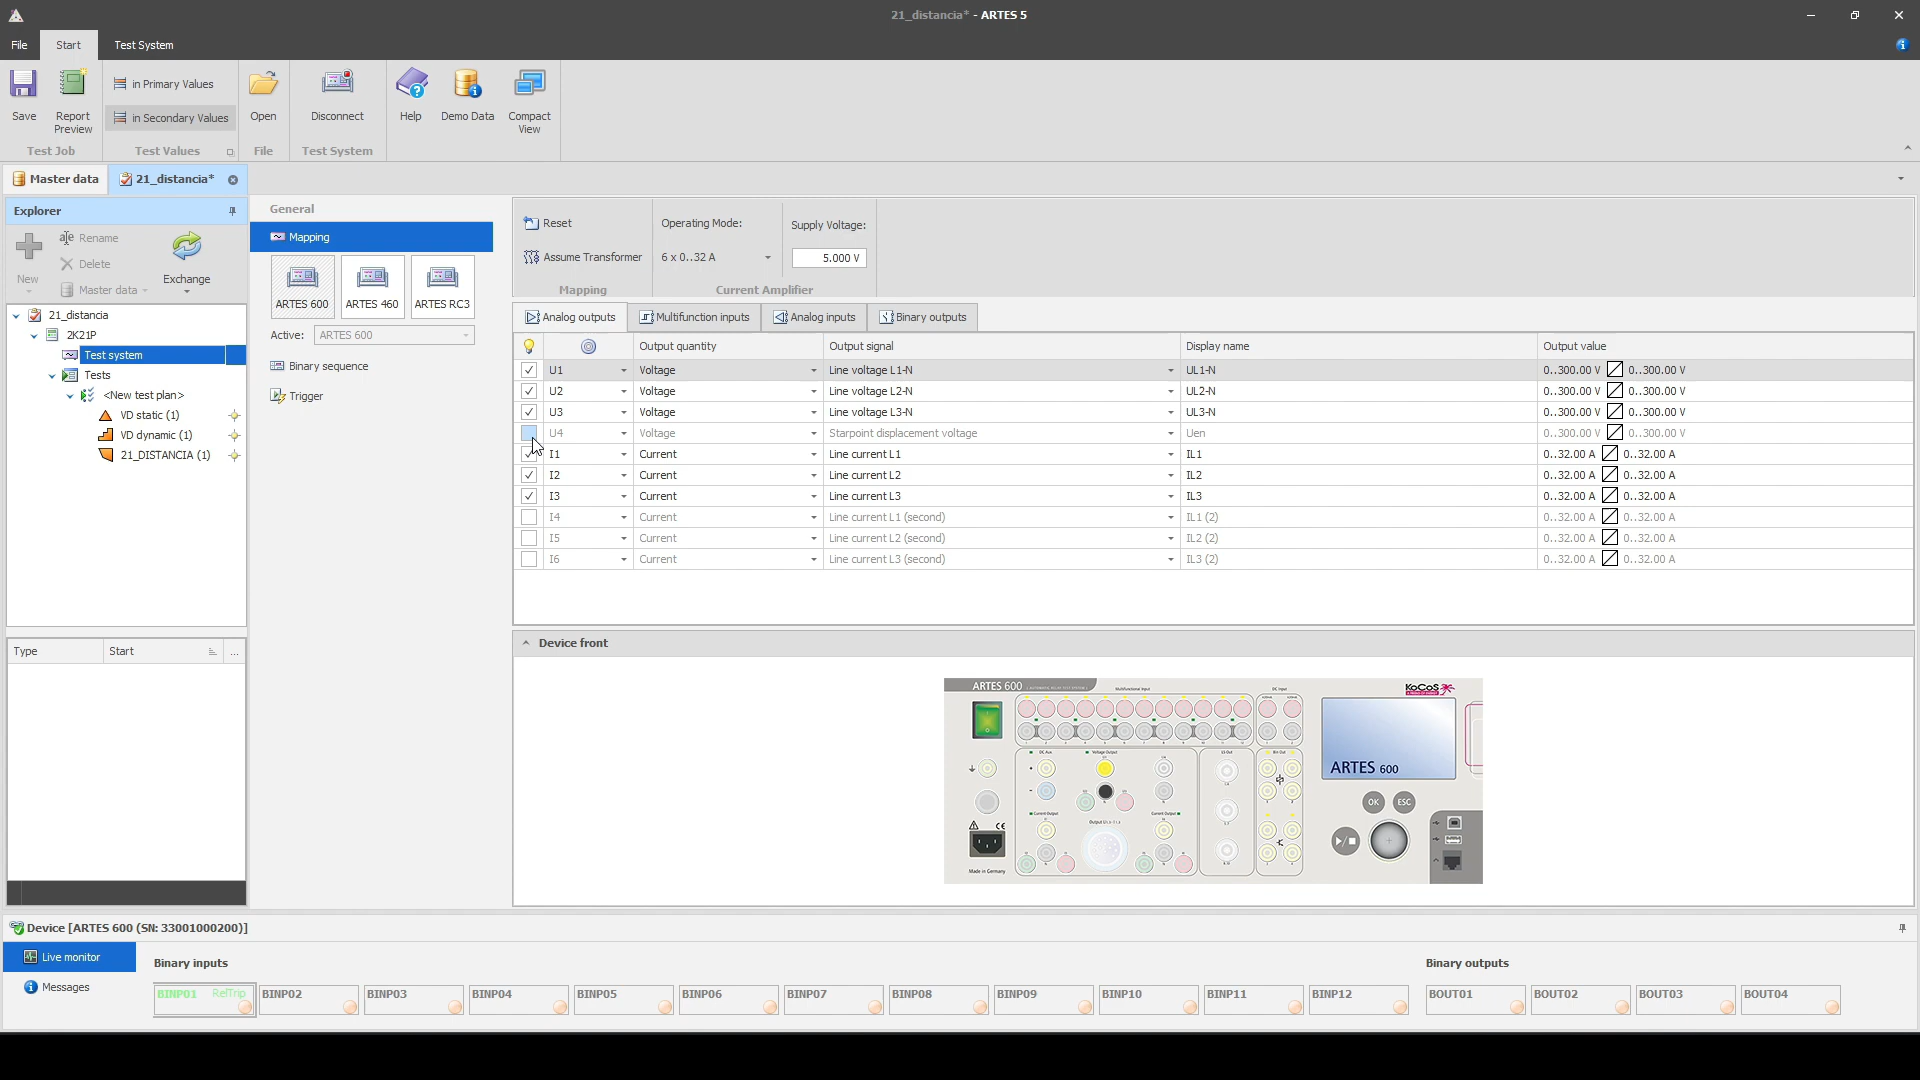 21_distancia* - ARTES 5
File
Start
Test System
Save
Report Preview
Test Job
in Primary Values
in Secondary Values
Test Values
Open
File
Disconnect
Test System
Help
Demo Data
Compact View
Master data
21_distancia*
Explorer
New
Rename
Delete
Master data
Exchange
21_distancia
2K21P
Test system
Tests
<New test plan>
VD static (1)
VD dynamic (1)
21_DISTANCIA (1)
Type
Start
...
General
Mapping
ARTES 600
ARTES 460
ARTES RC3
Active:
ARTES 600
Binary sequence
Trigger
Reset
Assume Transformer
Mapping
Operating Mode:
6 x 0..32 A
Supply Voltage:
5.000 V
Current Amplifier
Analog outputs
Multifunction inputs
Analog inputs
Binary outputs
Output quantity
Output signal
Display name
Output value
U1 Voltage Line voltage L1-N UL1-N 0..300.00 V 0..300.00 V
U2 Voltage Line voltage L2-N UL2-N 0..300.00 V 0..300.00 V
U3 Voltage Line voltage L3-N UL3-N 0..300.00 V 0..300.00 V
U4 Voltage Starpoint displacement voltage Uen 0..300.00 V 0..300.00 V
I1 Current Line current L1 IL1 0..32.00 A 0..32.00 A
I2 Current Line current L2 IL2 0..32.00 A 0..32.00 A
I3 Current Line current L3 IL3 0..32.00 A 0..32.00 A
I4 Current Line current L1 (second) IL1 (2) 0..32.00 A 0..32.00 A
I5 Current Line current L2 (second) IL2 (2) 0..32.00 A 0..32.00 A
I6 Current Line current L3 (second) IL3 (2) 0..32.00 A 0..32.00 A
Device front
ARTES 600
KoCoS
ARTES 600
OK
ESC
Made in Germany
Device [ARTES 600 (SN: 33001000200)]
Live monitor
Messages
Binary inputs
BINP01 RelTrip
BINP02
BINP03
BINP04
BINP05
BINP06
BINP07
BINP08
BINP09
BINP10
BINP11
BINP12
Binary outputs
BOUT01
BOUT02
BOUT03
BOUT04